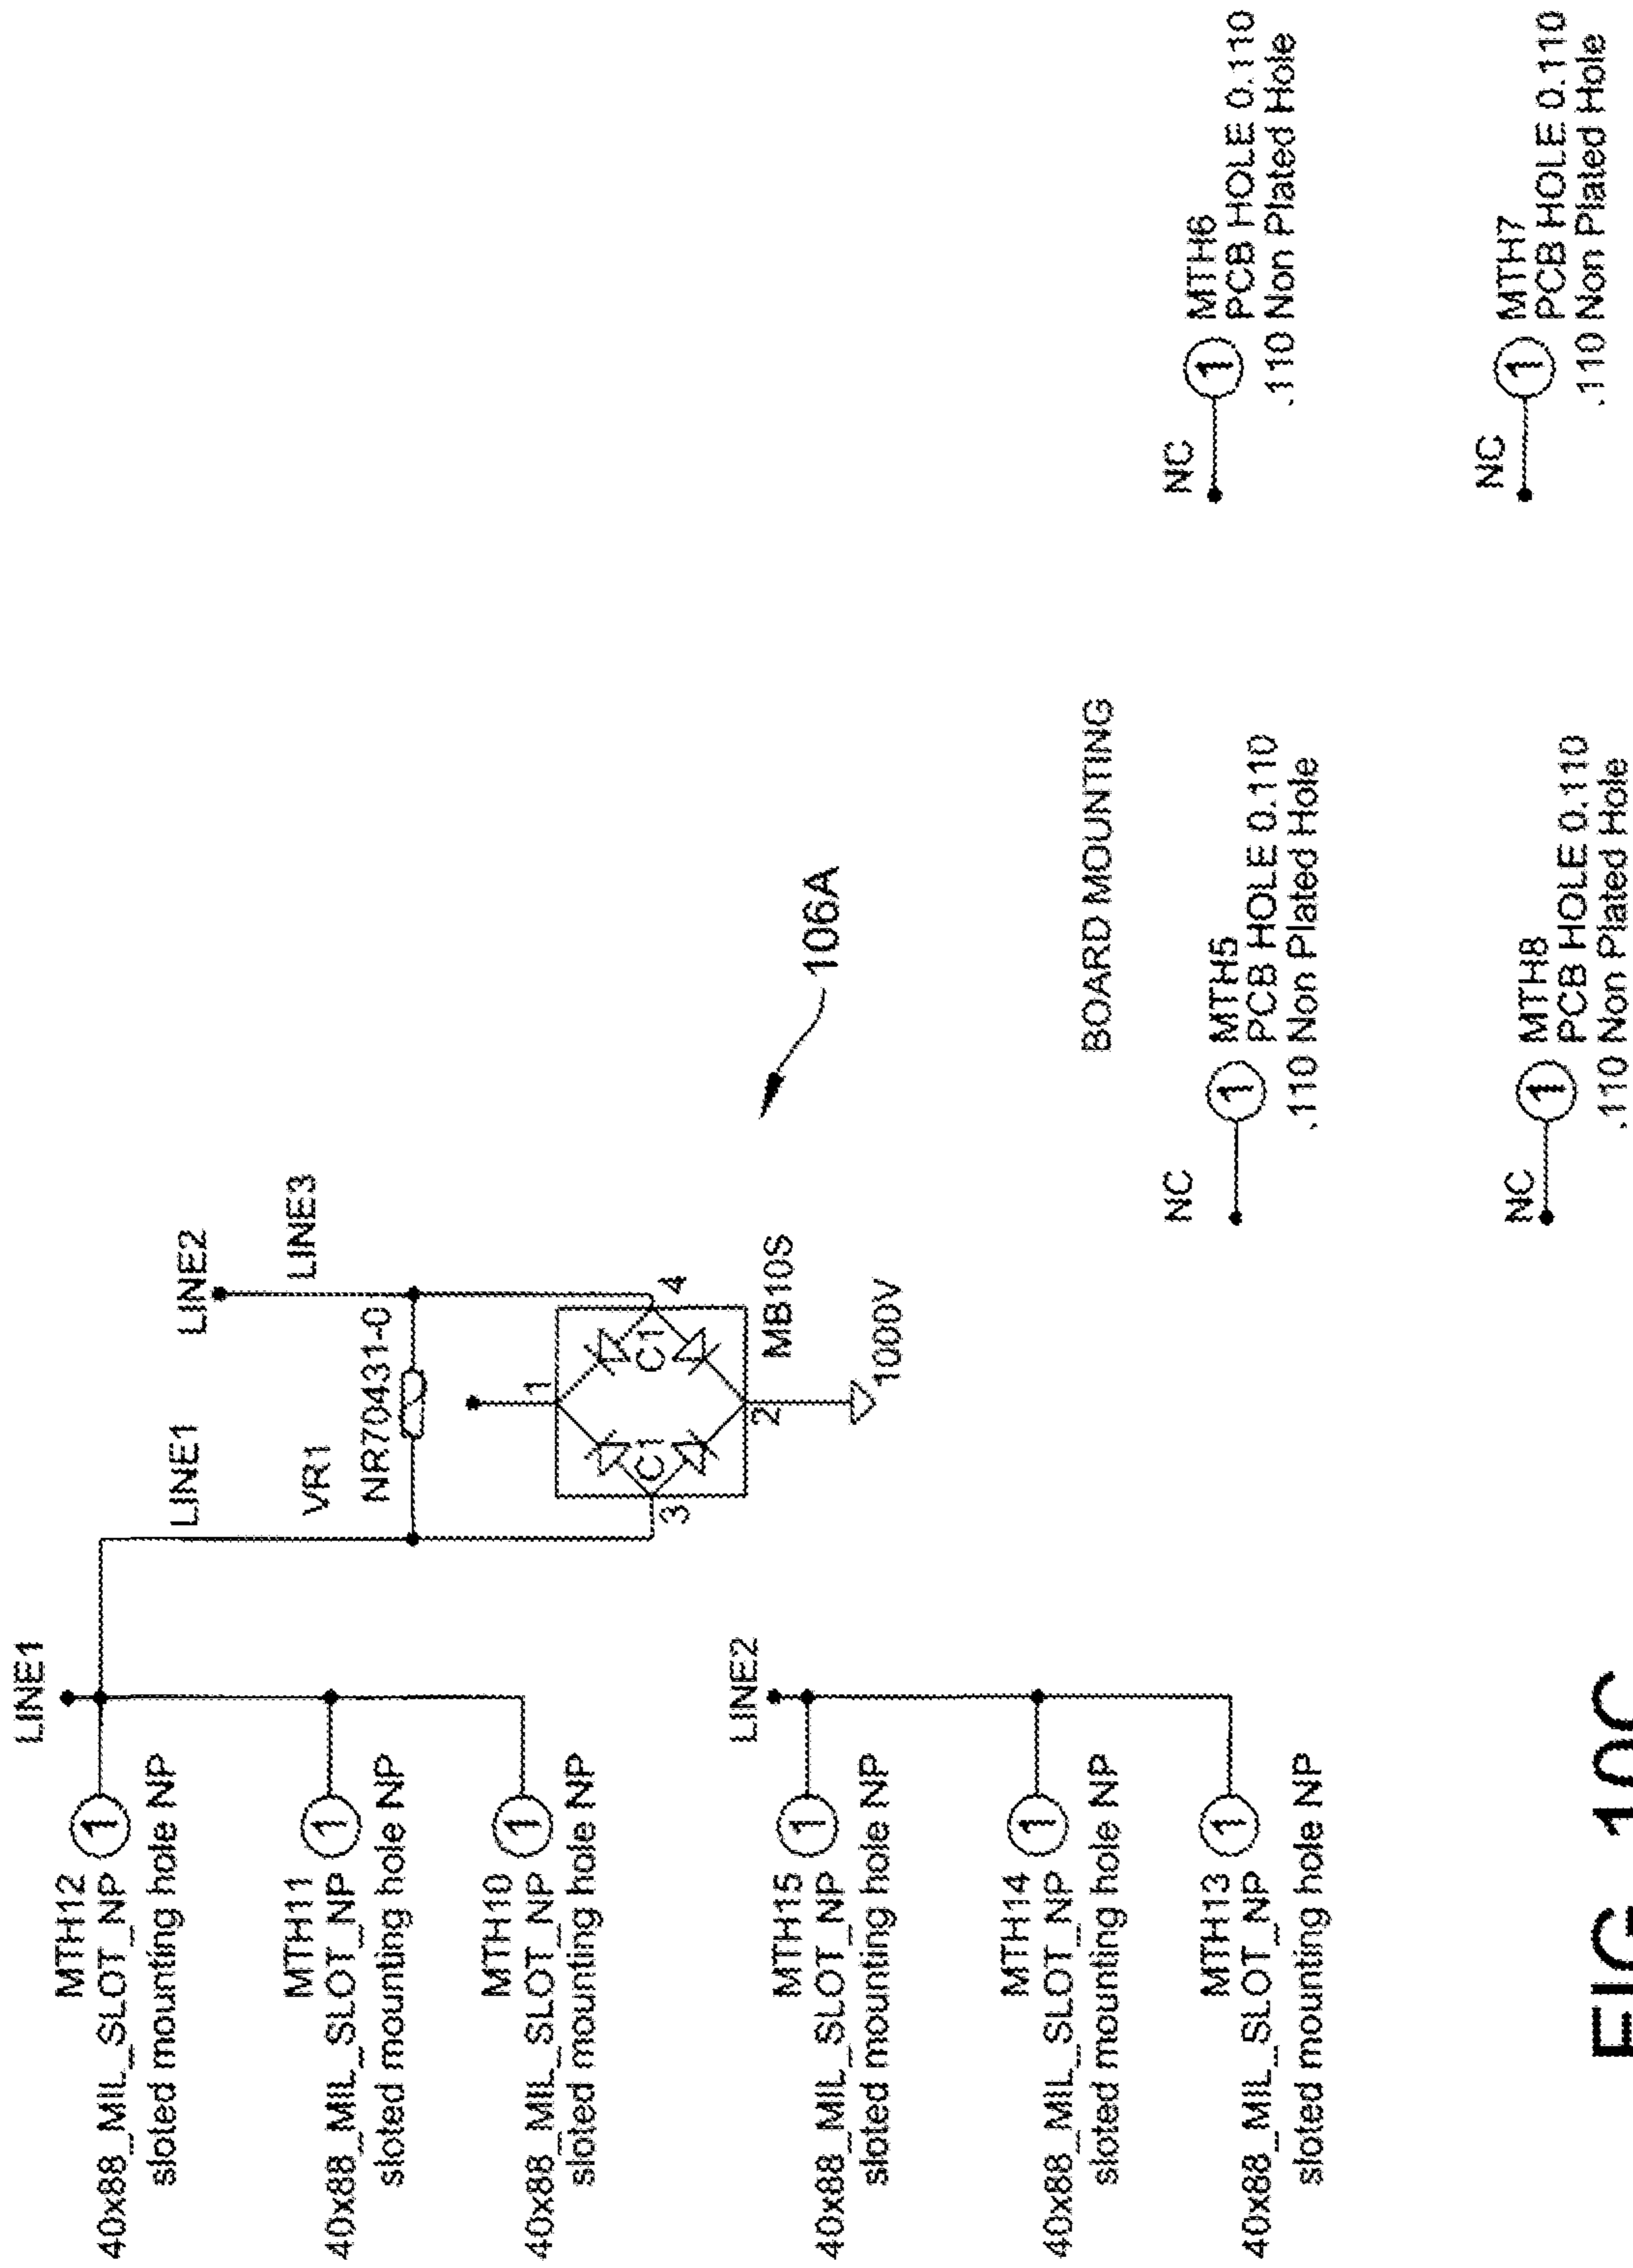 LINE1
MTH12
40x88_MIL_SLOT_NP
1
sloted mounting hole NP
MTH11
40x88_MIL_SLOT_NP
1
sloted mounting hole NP
MTH10
40x88_MIL_SLOT_NP
1
sloted mounting hole NP
LINE2
MTH15
40x88_MIL_SLOT_NP
1
sloted mounting hole NP
MTH14
40x88_MIL_SLOT_NP
1
sloted mounting hole NP
MTH13
40x88_MIL_SLOT_NP
1
sloted mounting hole NP
LINE1
LINE2
LINE3
VR1
NR70431-0
1
C1
C1
3
4
2
MB10S
1000V
106A
BOARD MOUNTING
NC
1
MTH5
PCB HOLE 0.110
.110 Non Plated Hole
NC
1
MTH6
PCB HOLE 0.110
.110 Non Plated Hole
NC
1
MTH8
PCB HOLE 0.110
.110 Non Plated Hole
NC
1
MTH7
PCB HOLE 0.110
.110 Non Plated Hole
FIG. 10C